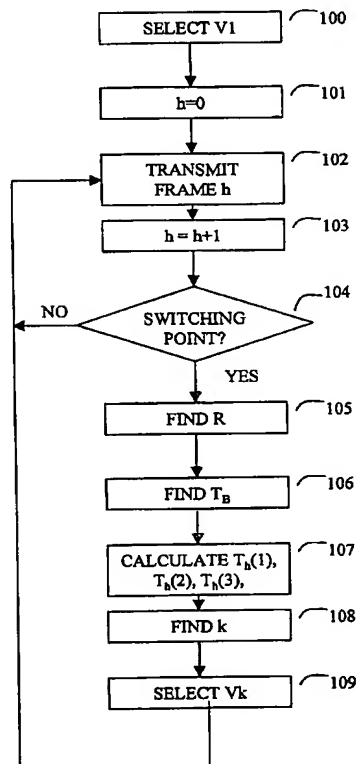 SELECT V1
100
h=0
101
TRANSMIT
FRAME h
102
h = h+1
103
SWITCHING
POINT?
104
NO
YES
FIND R
105
FIND T_B
106
CALCULATE T_h(1),
T_h(2), T_h(3),
107
FIND k
108
SELECT Vk
109